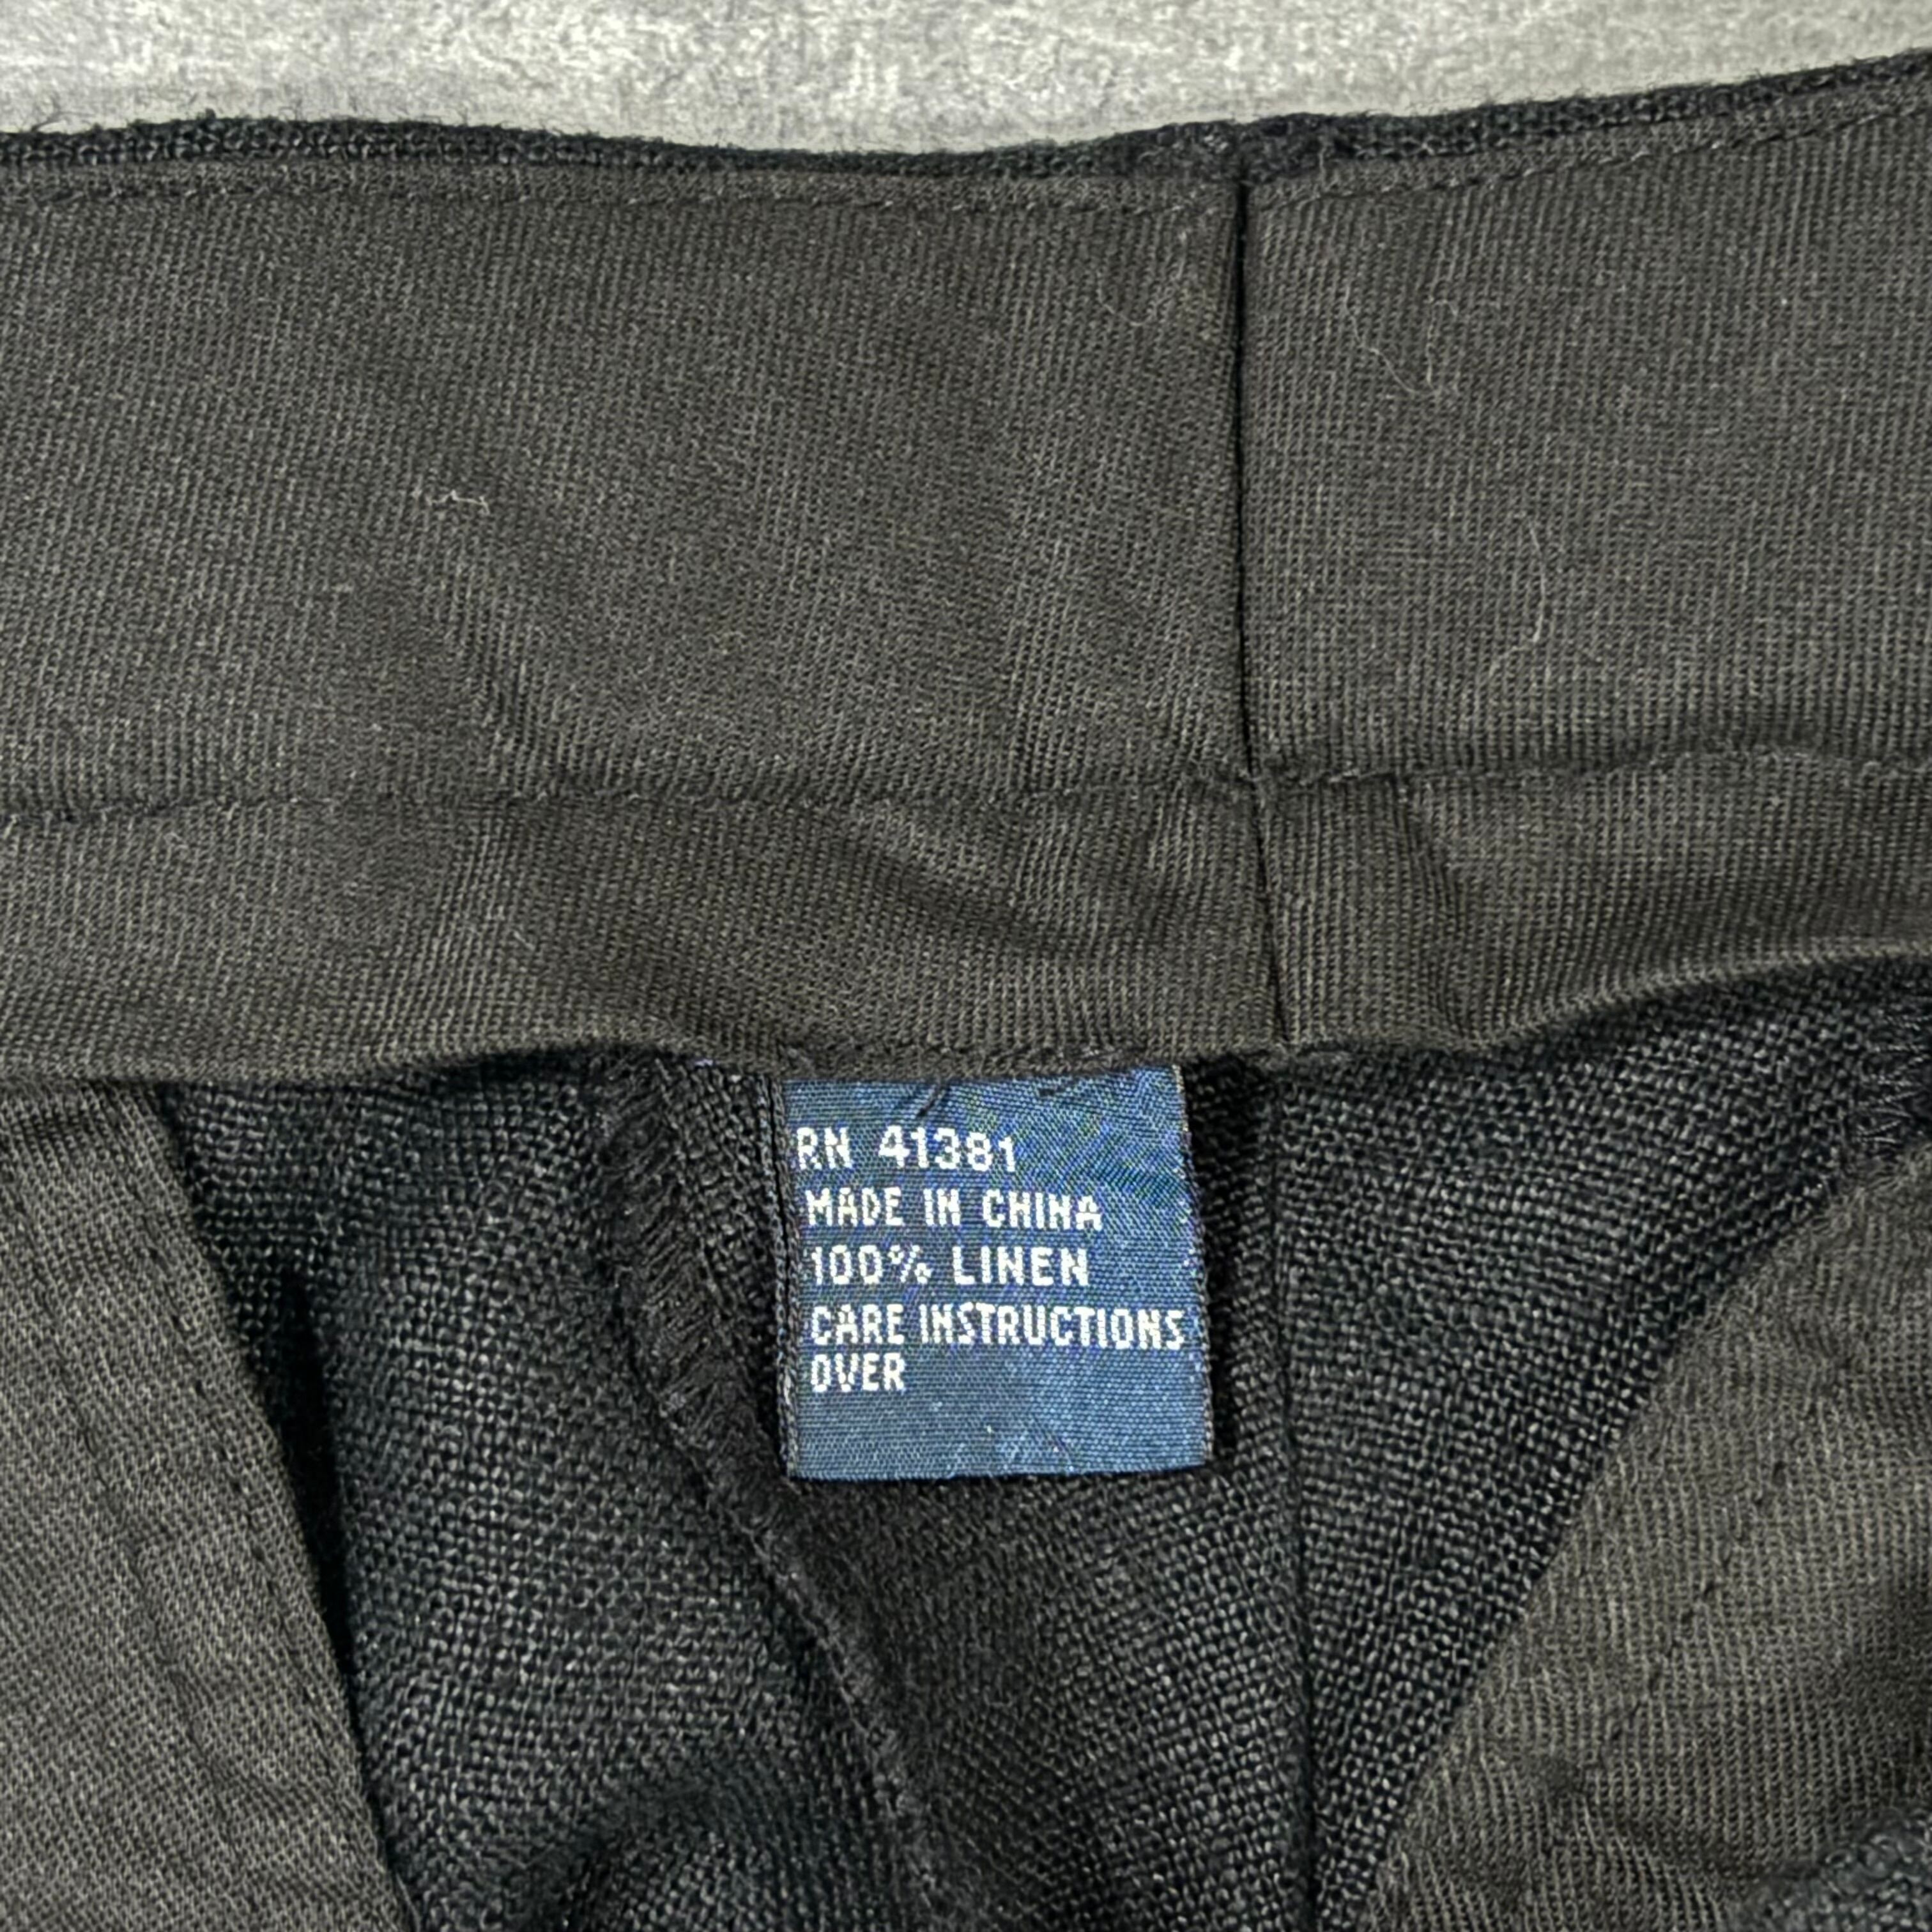 RN 41381
MADE IN CHINA
100% LINEN
CARE INSTRUCTIONS
OVER